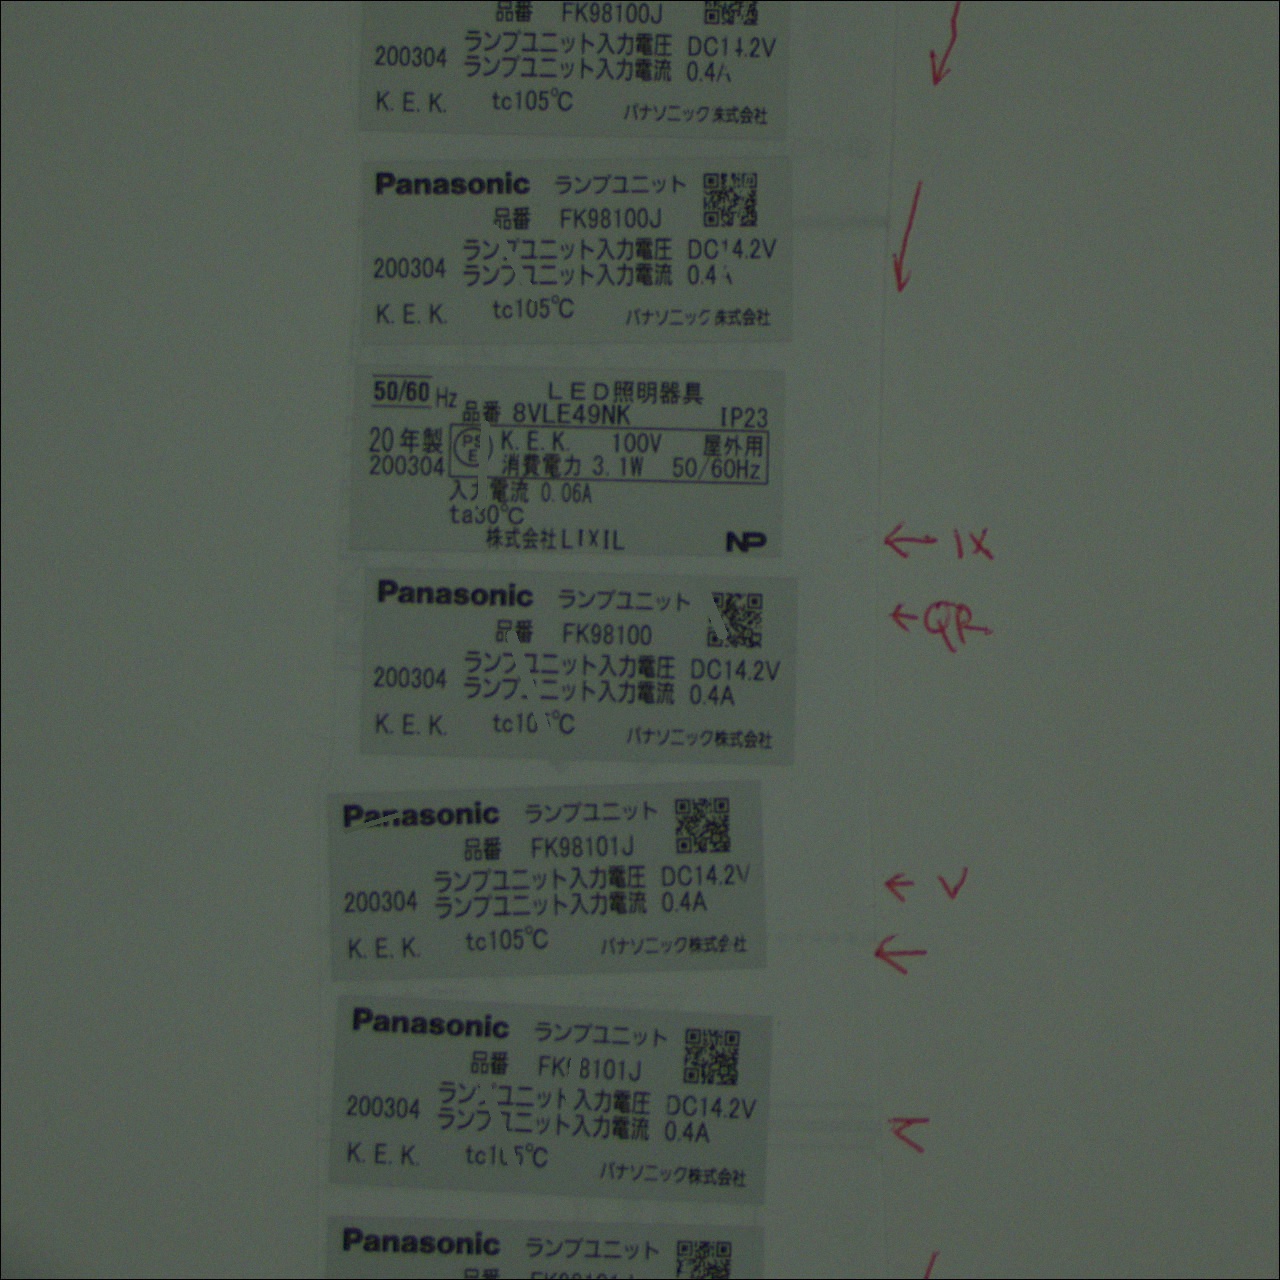 品番 FK98100J
200304 ランプユニット入力電圧 DC14.2V
ランプユニット入力電流 0.4A
K. E. K. tc105℃ パナソニック株式会社
Panasonic ランプユニット
品番 FK98100J
200304 ランプユニット入力電圧 DC14.2V
ランプユニット入力電流 0.4A
K. E. K. tc105℃ パナソニック株式会社
50/60 Hz LED照明器具
品番 8VLE49NK IP23
20年製 PS E K. E. K. 100V 屋外用
200304 消費電力 3.1W 50/60Hz
入力電流 0.06A
ta30℃
株式会社LIXIL NP
← IX
Panasonic ランプユニット
← QR
品番 FK98100
200304 ランプユニット入力電圧 DC14.2V
ランプユニット入力電流 0.4A
K. E. K. tc105℃ パナソニック株式会社
Panasonic ランプユニット
品番 FK98101J
200304 ランプユニット入力電圧 DC14.2V
← V
ランプユニット入力電流 0.4A
K. E. K. tc105℃ パナソニック株式会社
Panasonic ランプユニット
品番 FK98101J
200304 ランプユニット入力電圧 DC14.2V
ランプユニット入力電流 0.4A
K. E. K. tc105℃ パナソニック株式会社
Panasonic ランプユニット